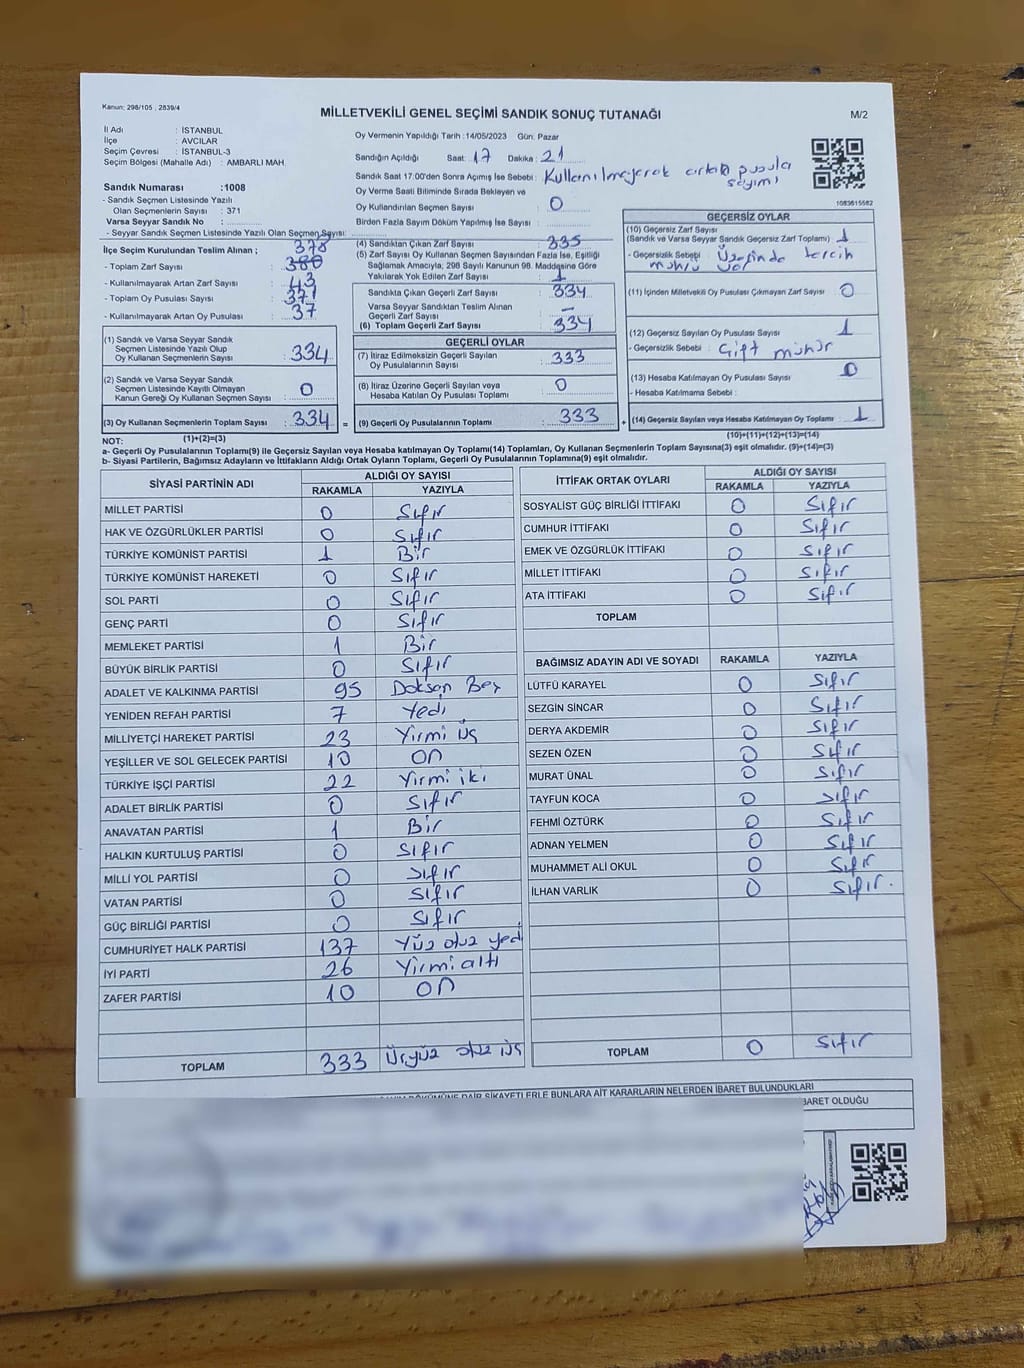 Kanun: 298/105 , 2839/4
MİLLETVEKİLİ GENEL SEÇİMİ SANDIK SONUÇ TUTANAĞI
M/2
İl Adı : İSTANBUL
İlçe : AVCILAR
Seçim Çevresi : İSTANBUL-3
Seçim Bölgesi (Mahalle Adı) : AMBARLI MAH.
Oy Vermenin Yapıldığı Tarih :14/05/2023 Gün: Pazar
Sandığın Açıldığı Saat: 17 Dakika : 21
Sandık Saat 17:00'den Sonra Açılmış İse Sebebi : Kullanılmayarak artan pusula sayımı
Oy Verme Saati Bitiminde Sırada Bekleyen ve
Oy Kullandırılan Seçmen Sayısı : 0
Birden Fazla Sayım Döküm Yapılmış İse Sayısı :
1083615582
Sandık Numarası :1008
- Sandık Seçmen Listesinde Yazılı
Olan Seçmenlerin Sayısı : 371
Varsa Seyyar Sandık No :
- Seyyar Sandık Seçmen Listesinde Yazılı Olan Seçmen Sayısı:
İlçe Seçim Kurulundan Teslim Alınan ;
- Toplam Zarf Sayısı : 378 380
- Kullanılmayarak Artan Zarf Sayısı : 43
- Toplam Oy Pusulası Sayısı : 371
- Kullanılmayarak Artan Oy Pusulası : 37
(1) Sandık ve Varsa Seyyar Sandık
Seçmen Listesinde Yazılı Olup
Oy Kullanan Seçmenlerin Sayısı : 334
(2) Sandık ve Varsa Seyyar Sandık
Seçmen Listesinde Kayıtlı Olmayan
Kanun Gereği Oy Kullanan Seçmen Sayısı : 0
(3) Oy Kullanan Seçmenlerin Toplam Sayısı : 334 =
(4) Sandıktan Çıkan Zarf Sayısı : 335
(5) Zarf Sayısı Oy Kullanan Seçmen Sayısından Fazla İse, Eşitliği
Sağlamak Amacıyla, 298 Sayılı Kanunun 98. Maddesine Göre
Yakılarak Yok Edilen Zarf Sayısı : 1
Sandıkta Çıkan Geçerli Zarf Sayısı : 334
Varsa Seyyar Sandıktan Teslim Alınan
Geçerli Zarf Sayısı : –
(6) Toplam Geçerli Zarf Sayısı : 334
GEÇERLİ OYLAR
(7) İtiraz Edilmeksizin Geçerli Sayılan
Oy Pusulalarının Sayısı : 333
(8) İtiraz Üzerine Geçerli Sayılan veya
Hesaba Katılan Oy Pusulası Toplamı : 0
(9) Geçerli Oy Pusulalarının Toplamı : 333 +
GEÇERSİZ OYLAR
(10) Geçersiz Zarf Sayısı
(Sandık ve Varsa Seyyar Sandık Geçersiz Zarf Toplamı) : 1
- Geçersizlik Sebebi : Üzerinde tercih
mührü var
(11) İçinden Milletvekili Oy Pusulası Çıkmayan Zarf Sayısı : 0
(12) Geçersiz Sayılan Oy Pusulası Sayısı : 1
- Geçersizlik Sebebi : Çift mühür
(13) Hesaba Katılmayan Oy Pusulası Sayısı : 0
- Hesaba Katılmama Sebebi :
(14) Geçersiz Sayılan veya Hesaba Katılmayan Oy Toplamı : 1
NOT: (1)+(2)=(3) (10)+(11)+(12)+(13)=(14)
a- Geçerli Oy Pusulalarının Toplamı(9) ile Geçersiz Sayılan veya Hesaba katılmayan Oy Toplamı(14) Toplamları, Oy Kullanan Seçmenlerin Toplam Sayısına(3) eşit olmalıdır. (9)+(14)=(3)
b- Siyasi Partilerin, Bağımsız Adayların ve İttifakların Aldığı Ortak Oyların Toplamı, Geçerli Oy Pusulalarının Toplamına(9) eşit olmalıdır.
SİYASİ PARTİNİN ADI ALDIĞI OY SAYISI
RAKAMLA YAZIYLA
MİLLET PARTİSİ 0 Sıfır
HAK VE ÖZGÜRLÜKLER PARTİSİ 0 Sıfır
TÜRKİYE KOMÜNİST PARTİSİ 1 Bir
TÜRKİYE KOMÜNİST HAREKETİ 0 Sıfır
SOL PARTİ 0 Sıfır
GENÇ PARTİ 0 Sıfır
MEMLEKET PARTİSİ 1 Bir
BÜYÜK BİRLİK PARTİSİ 0 Sıfır
ADALET VE KALKINMA PARTİSİ 95 Doksan Beş
YENİDEN REFAH PARTİSİ 7 Yedi
MİLLİYETÇİ HAREKET PARTİSİ 23 Yirmi üç
YEŞİLLER VE SOL GELECEK PARTİSİ 10 On
TÜRKİYE İŞÇİ PARTİSİ 22 Yirmi iki
ADALET BİRLİK PARTİSİ 0 Sıfır
ANAVATAN PARTİSİ 1 Bir
HALKIN KURTULUŞ PARTİSİ 0 Sıfır
MİLLİ YOL PARTİSİ 0 Sıfır
VATAN PARTİSİ 0 Sıfır
GÜÇ BİRLİĞİ PARTİSİ 0 Sıfır
CUMHURİYET HALK PARTİSİ 137 Yüz otuz yedi
İYİ PARTİ 26 Yirmi altı
ZAFER PARTİSİ 10 On
TOPLAM 333 Üçyüz otuz üç
İTTİFAK ORTAK OYLARI ALDIĞI OY SAYISI
RAKAMLA YAZIYLA
SOSYALİST GÜÇ BİRLİĞİ İTTİFAKI 0 Sıfır
CUMHUR İTTİFAKI 0 Sıfır
EMEK VE ÖZGÜRLÜK İTTİFAKI 0 Sıfır
MİLLET İTTİFAKI 0 Sıfır
ATA İTTİFAKI 0 Sıfır
TOPLAM
BAĞIMSIZ ADAYIN ADI VE SOYADI RAKAMLA YAZIYLA
LÜTFÜ KARAYEL 0 Sıfır
SEZGİN SİNCAR 0 Sıfır
DERYA AKDEMİR 0 Sıfır
SEZEN ÖZEN 0 Sıfır
MURAT ÜNAL 0 Sıfır
TAYFUN KOCA 0 Sıfır
FEHMİ ÖZTÜRK 0 Sıfır
ADNAN YELMEN 0 Sıfır
MUHAMMET ALİ OKUL 0 Sıfır
İLHAN VARLIK 0 Sıfır.
TOPLAM 0 Sıfır
DAİR ŞİKAYETLERLE BUNLARA AİT KARARLARIN NELERDEN İBARET BULUNDUKLARI
BARET OLDUĞU